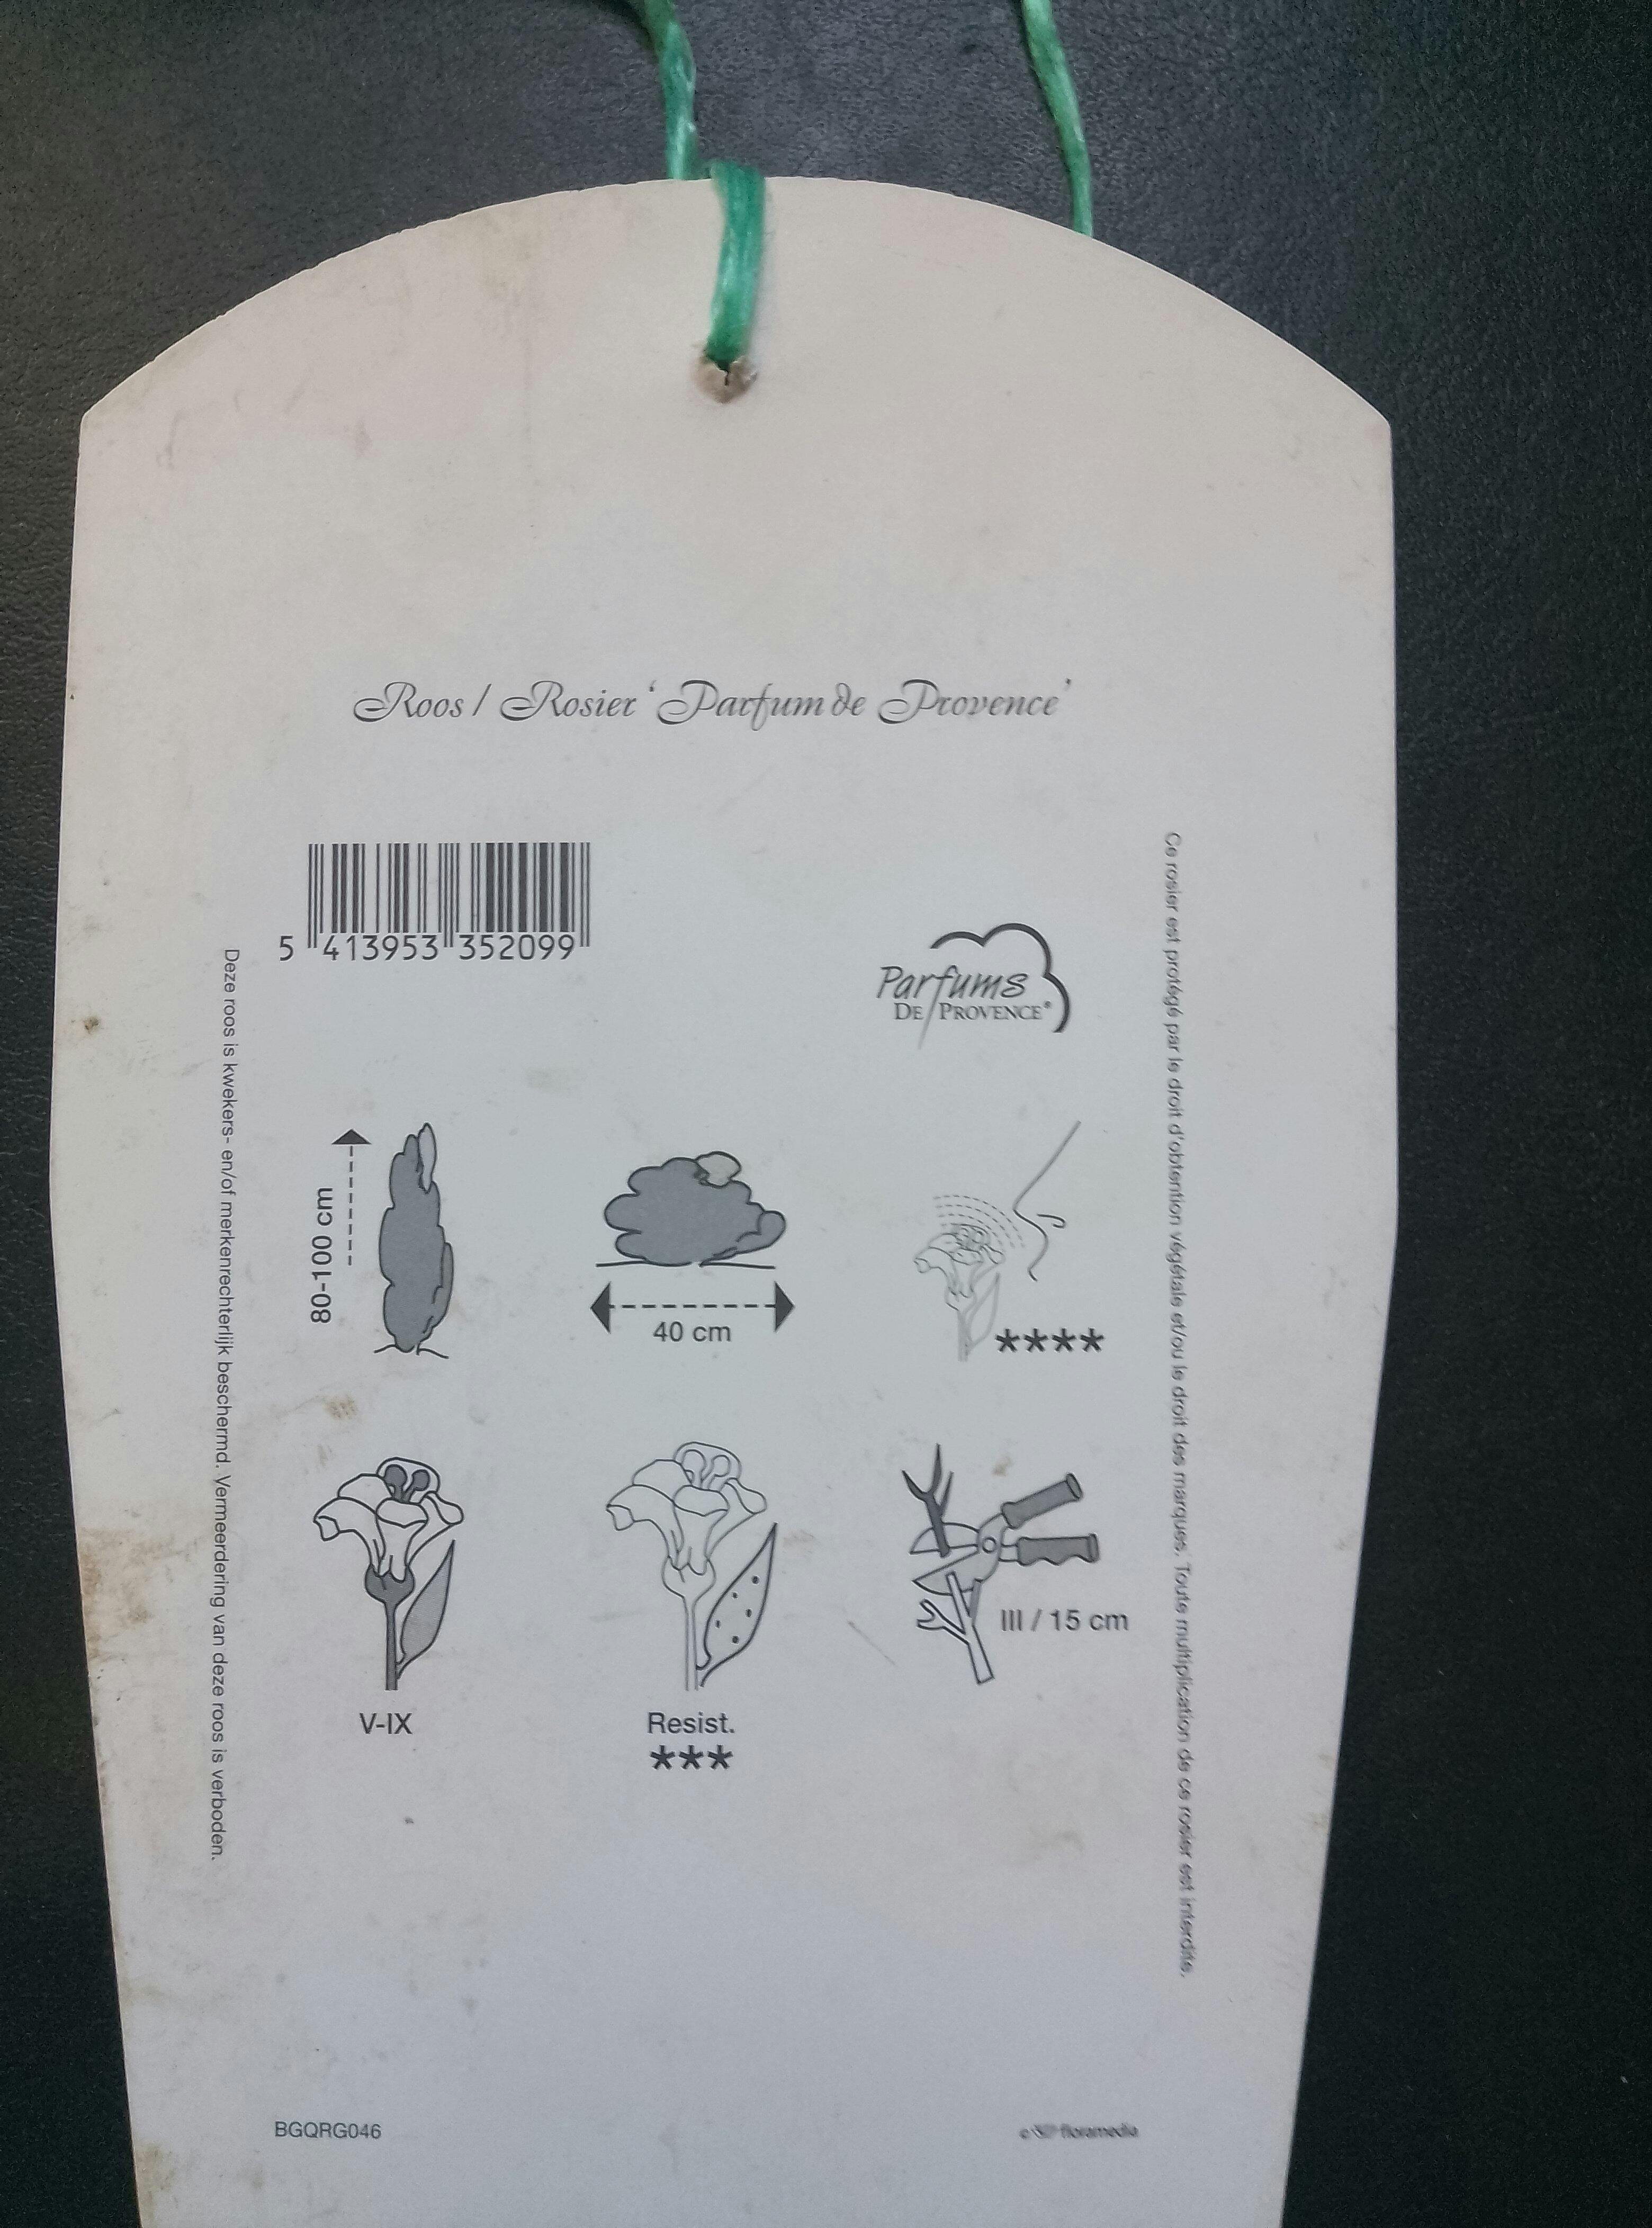 Roos / Rosier ‘Parfum de Provence’
5 413953 352099
Parfums
DE PROVENCE®
Deze roos is kwekers- en/of merkenrechterlijk beschermd. Vermeerdering van deze roos is verboden.
Ce rosier est protégé par le droit d'obtention végétale et/ou le droit des marques. Toute multiplication de ce rosier est interdite.
80-100 cm
40 cm
****
III / 15 cm
V-IX
Resist.
***
BGQRG046
floramedia